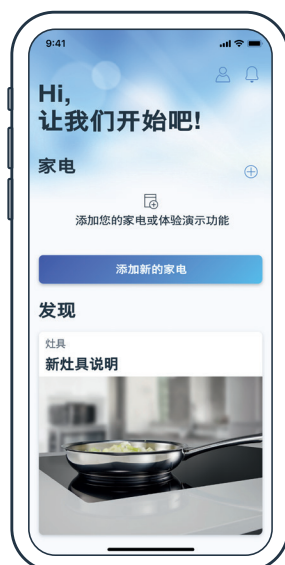 9:41
Hi,
让我们开始吧!
家电
添加您的家电或体验演示功能
添加新的家电
发现
灶具
新灶具说明